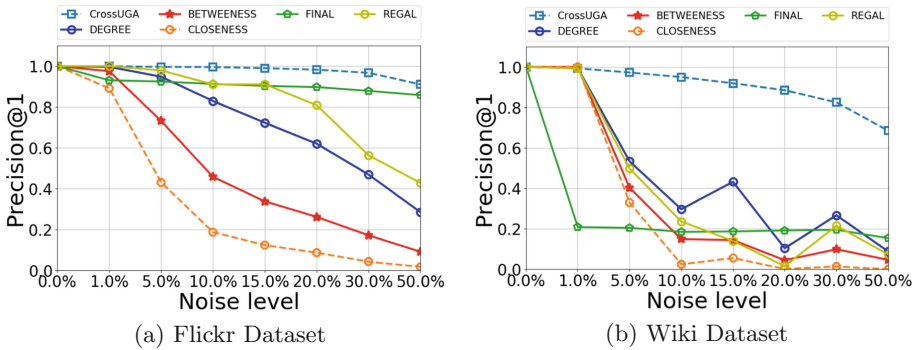 CrossUGA BETWEENESS FINAL REGAL
DEGREE CLOSENESS
Precision@1
1.0
0.8
0.6
0.4
0.2
0.0
0.0% 1.0% 5.0% 10.0% 15.0% 20.0% 30.0% 50.0%
Noise level
(a) Flickr Dataset
CrossUGA BETWEENESS FINAL REGAL
DEGREE CLOSENESS
Precision@1
1.0
0.8
0.6
0.4
0.2
0.0
0.0% 1.0% 5.0% 10.0% 15.0% 20.0% 30.0% 50.0%
Noise level
(b) Wiki Dataset